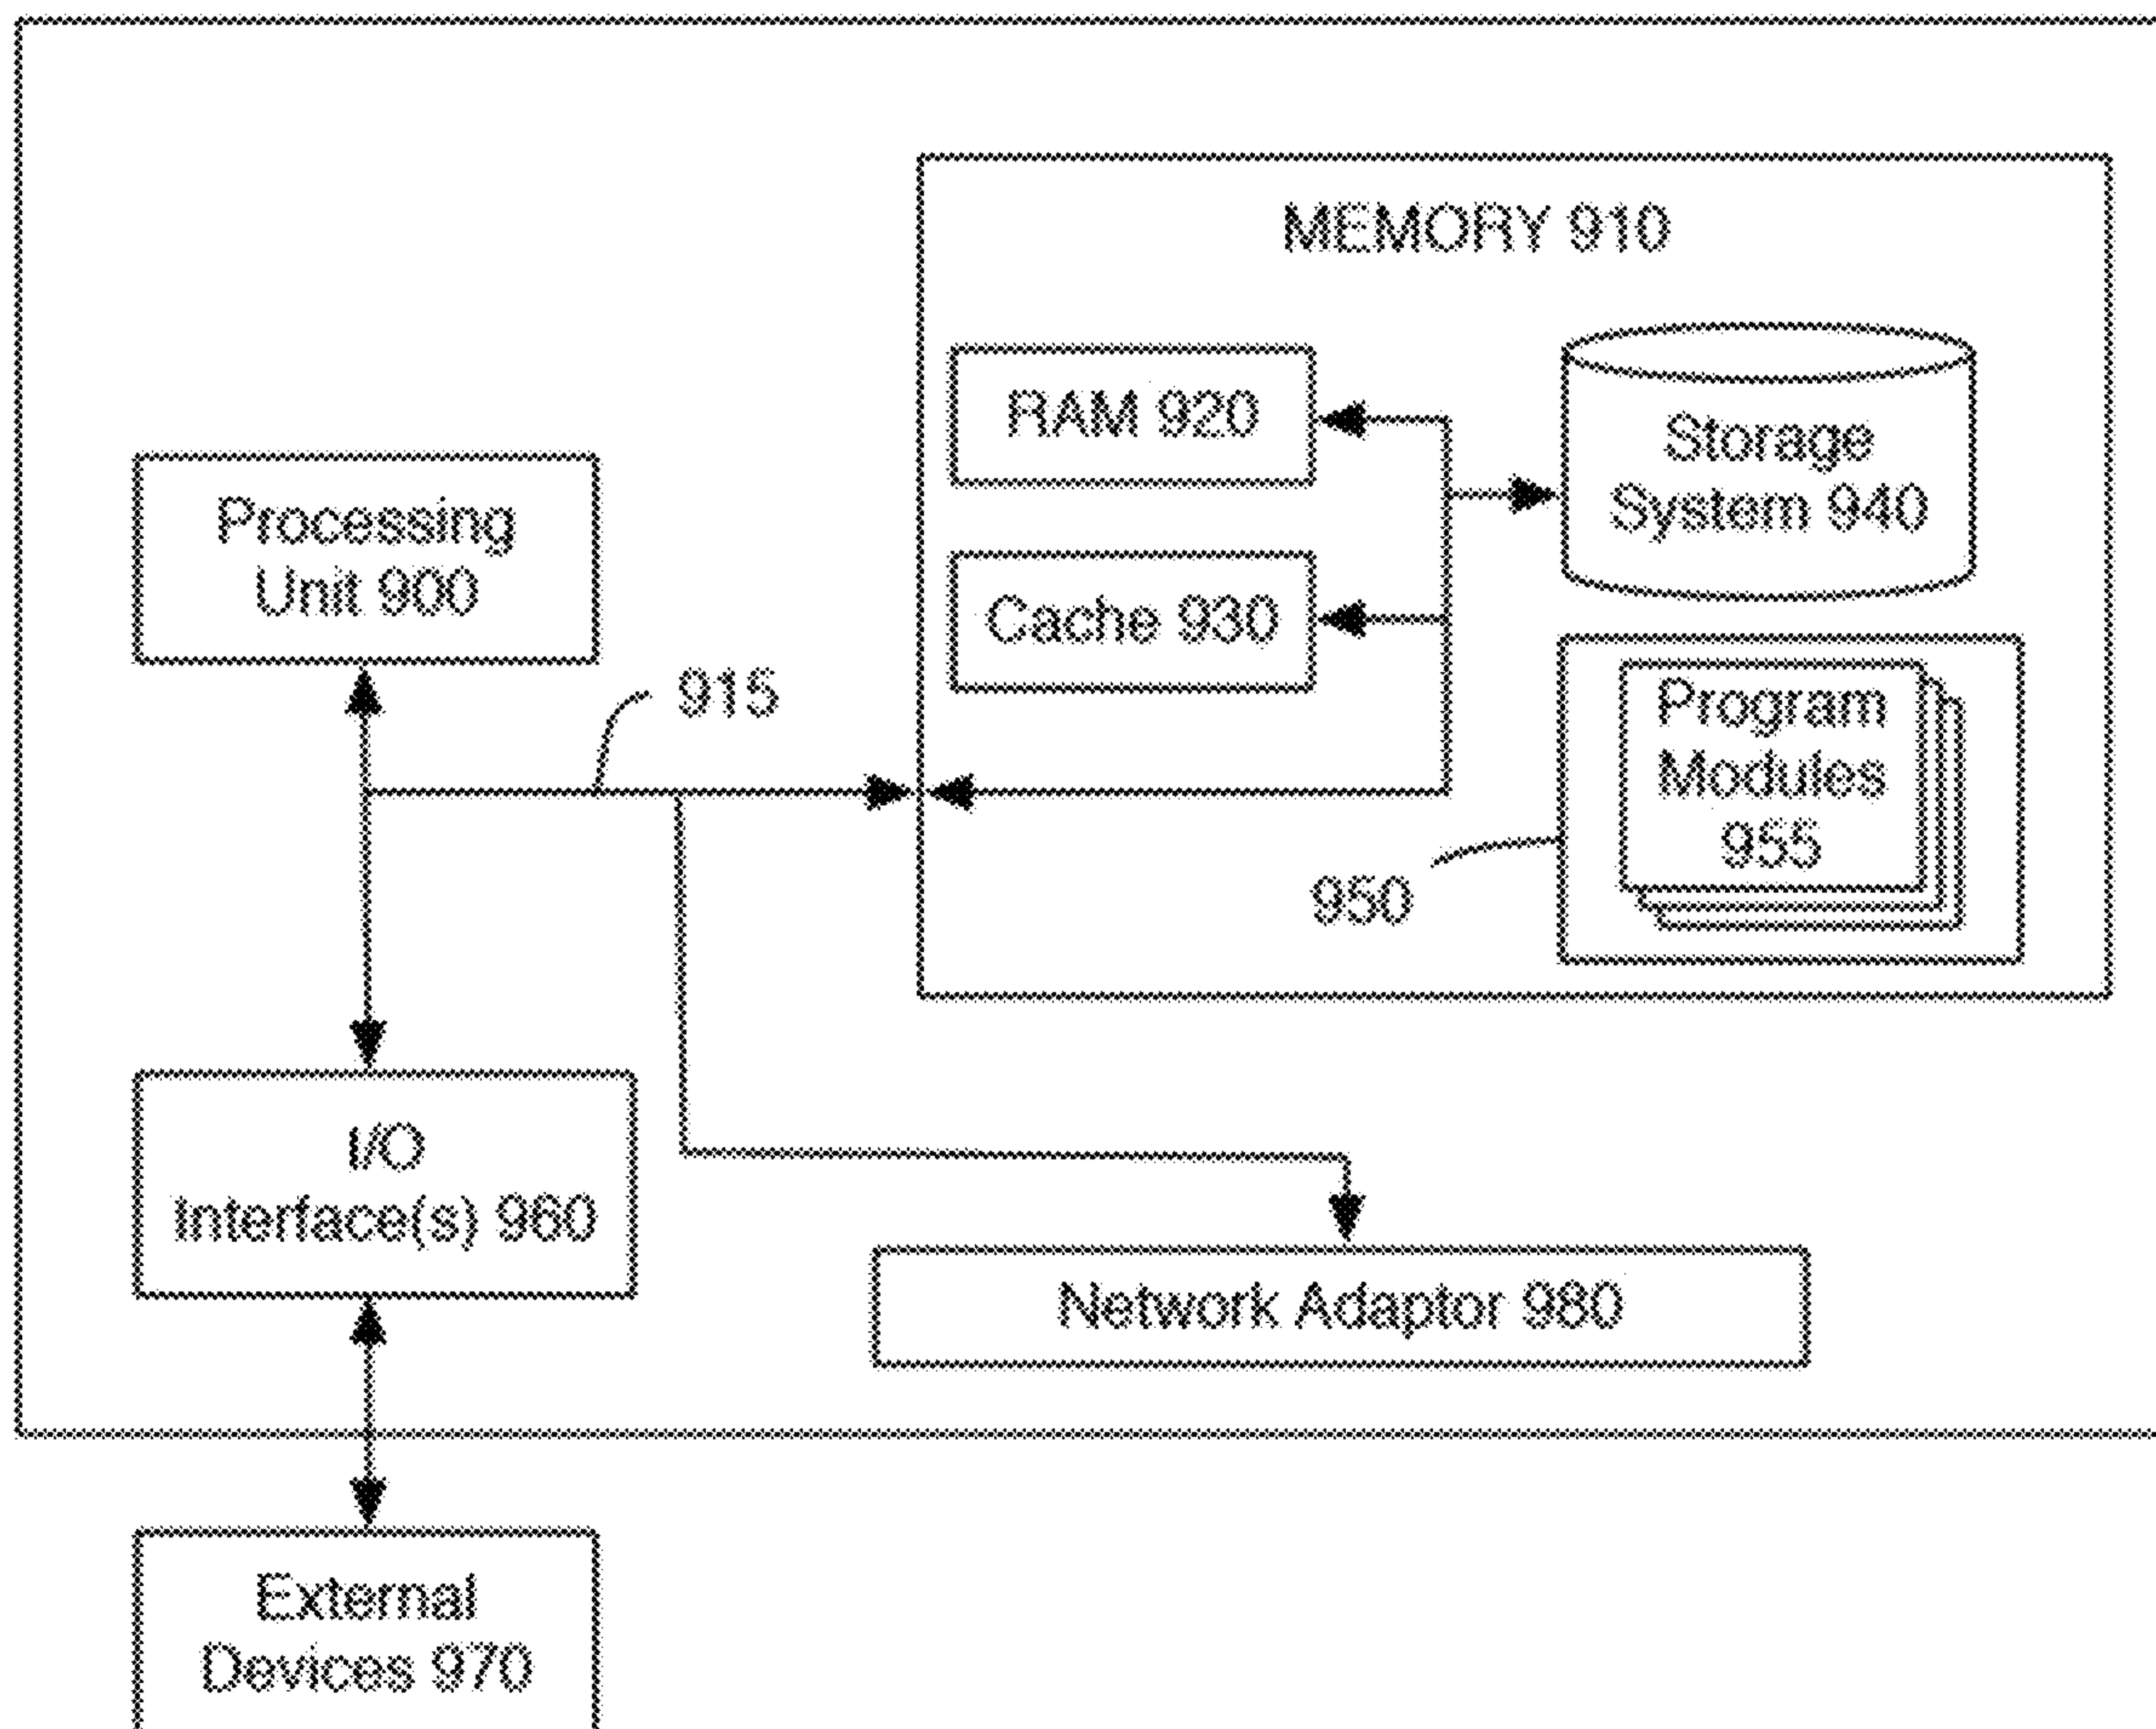 MEMORY 910
RAM 920
Storage
System 940
Processing
Unit 900
Cache 930
915
Program
Modules
955
950
I/O
Interface(s) 960
Network Adaptor 980
External
Devices 970